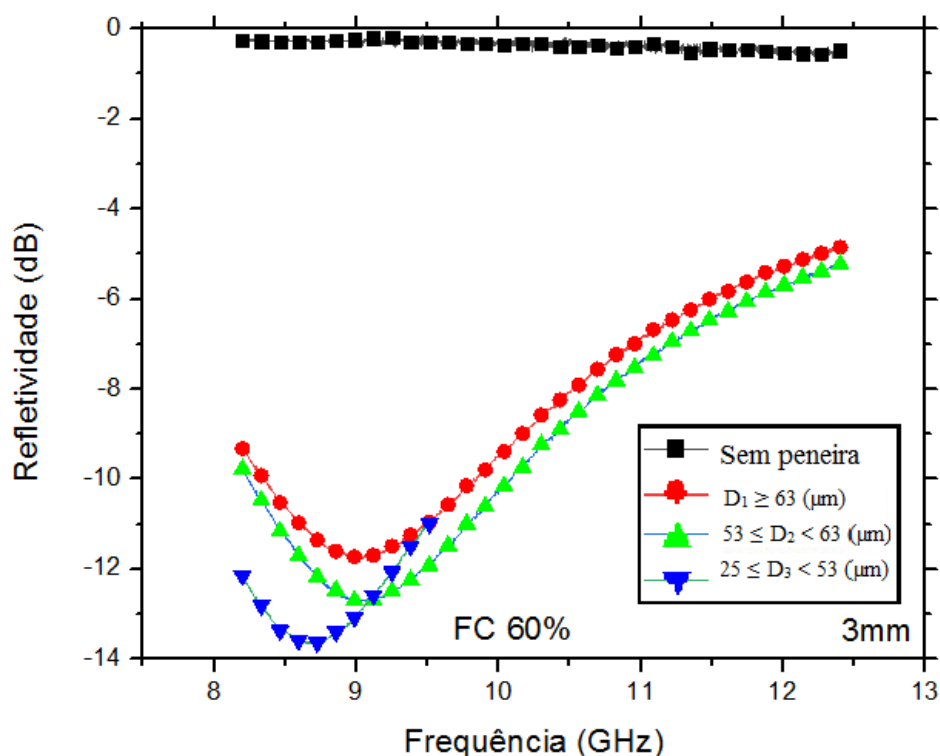 0
-2
-4
-6
-8
-10
-12
-14
Refletividade (dB)
Sem peneira
D₁ ≥ 63 (μm)
53 ≤ D₂ < 63 (μm)
25 ≤ D₃ < 53 (μm)
FC 60%
3mm
8 9 10 11 12 13
Frequência (GHz)